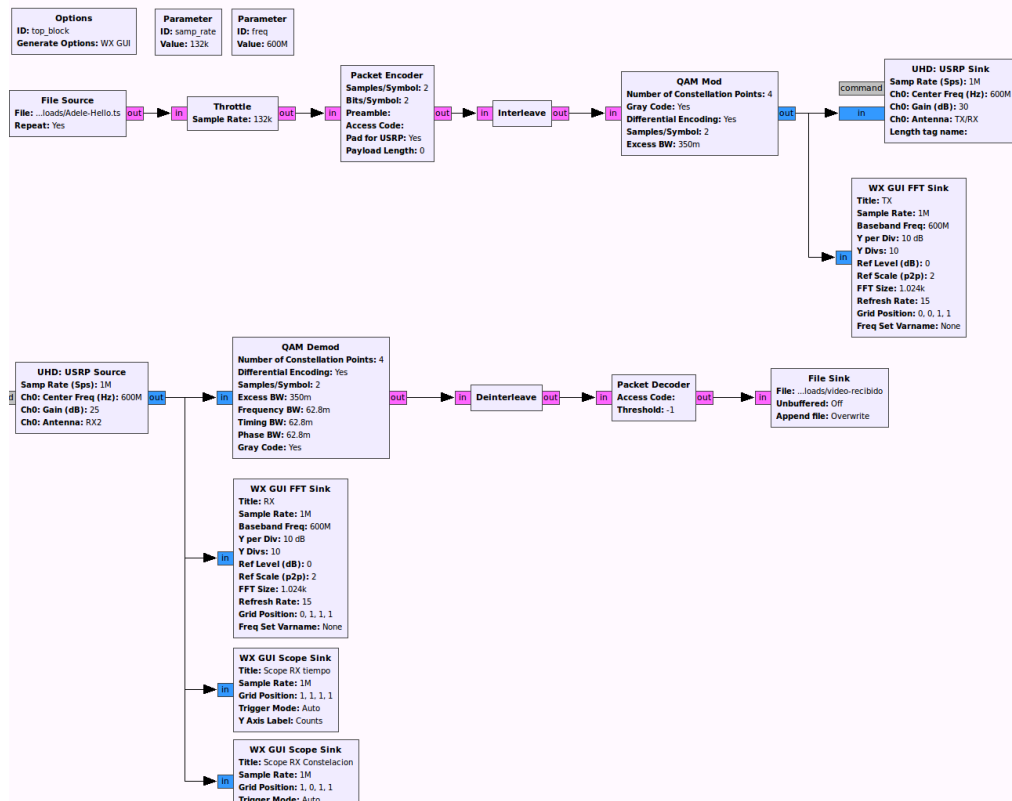 Options
ID: top_block
Generate Options: WX GUI
Parameter
ID: samp_rate
Value: 132k
Parameter
ID: freq
Value: 600M
File Source
File: ...loads/Adele-Hello.ts
Repeat: Yes
out
in
Throttle
Sample Rate: 132k
out
in
Packet Encoder
Samples/Symbol: 2
Bits/Symbol: 2
Preamble:
Access Code:
Pad for USRP: Yes
Payload Length: 0
out
in
Interleave
out
in
QAM Mod
Number of Constellation Points: 4
Gray Code: Yes
Differential Encoding: Yes
Samples/Symbol: 2
Excess BW: 350m
out
command
in
UHD: USRP Sink
Samp Rate (Sps): 1M
Ch0: Center Freq (Hz): 600M
Ch0: Gain (dB): 30
Ch0: Antenna: TX/RX
Length tag name:
in
WX GUI FFT Sink
Title: TX
Sample Rate: 1M
Baseband Freq: 600M
Y per Div: 10 dB
Y Divs: 10
Ref Level (dB): 0
Ref Scale (p2p): 2
FFT Size: 1.024k
Refresh Rate: 15
Grid Position: 0, 0, 1, 1
Freq Set Varname: None
d
UHD: USRP Source
Samp Rate (Sps): 1M
Ch0: Center Freq (Hz): 600M
Ch0: Gain (dB): 25
Ch0: Antenna: RX2
out
in
QAM Demod
Number of Constellation Points: 4
Differential Encoding: Yes
Samples/Symbol: 2
Excess BW: 350m
Frequency BW: 62.8m
Timing BW: 62.8m
Phase BW: 62.8m
Gray Code: Yes
out
in
Deinterleave
out
in
Packet Decoder
Access Code:
Threshold: -1
out
in
File Sink
File: ...loads/video-recibido
Unbuffered: Off
Append file: Overwrite
in
WX GUI FFT Sink
Title: RX
Sample Rate: 1M
Baseband Freq: 600M
Y per Div: 10 dB
Y Divs: 10
Ref Level (dB): 0
Ref Scale (p2p): 2
FFT Size: 1.024k
Refresh Rate: 15
Grid Position: 0, 1, 1, 1
Freq Set Varname: None
in
WX GUI Scope Sink
Title: Scope RX tiempo
Sample Rate: 1M
Grid Position: 1, 1, 1, 1
Trigger Mode: Auto
Y Axis Label: Counts
in
WX GUI Scope Sink
Title: Scope RX Constelacion
Sample Rate: 1M
Grid Position: 1, 0, 1, 1
Trigger Mode: Auto